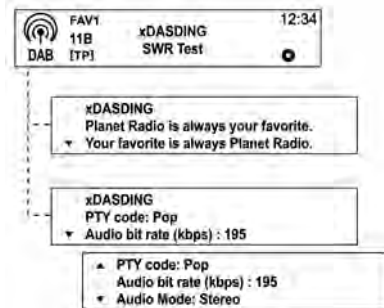 FAV1
12:34
11B
xDASDING
SWR Test
DAB
[TP]
xDASDING
Planet Radio is always your favorite.
▼ Your favorite is always Planet Radio.
xDASDING
PTY code: Pop
▼ Audio bit rate (kbps) : 195
▲ PTY code: Pop
Audio bit rate (kbps) : 195
▼ Audio Mode: Stereo